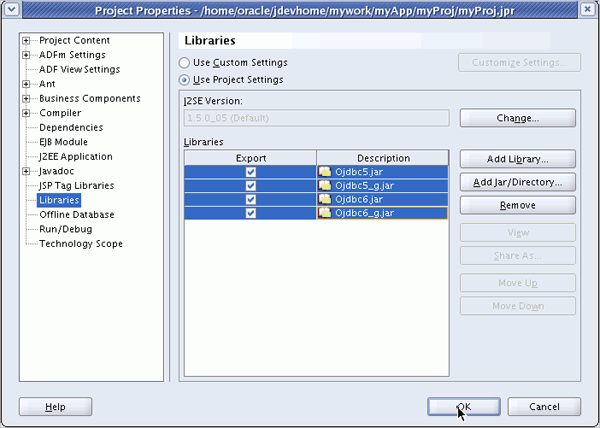 Project Properties - /home/oracle/jdevhome/mywork/myApp/myProj/myProj.jpr
Project Content
ADFm Settings
ADF View Settings
Ant
Business Components
Compiler
Dependencies
EJB Module
J2EE Application
Javadoc
JSP Tag Libraries
Libraries
Offline Database
Run/Debug
Technology Scope
Libraries
Use Custom Settings
Customize Settings...
Use Project Settings
J2SE Version:
1.5.0_05 (Default)
Change...
Libraries
Export Description
Ojdbc5.jar
Ojdbc5_g.jar
Ojdbc6.jar
Ojdbc6_g.jar
Add Library...
Add Jar/Directory...
Remove
View
Share As...
Move Up
Move Down
Help
OK
Cancel